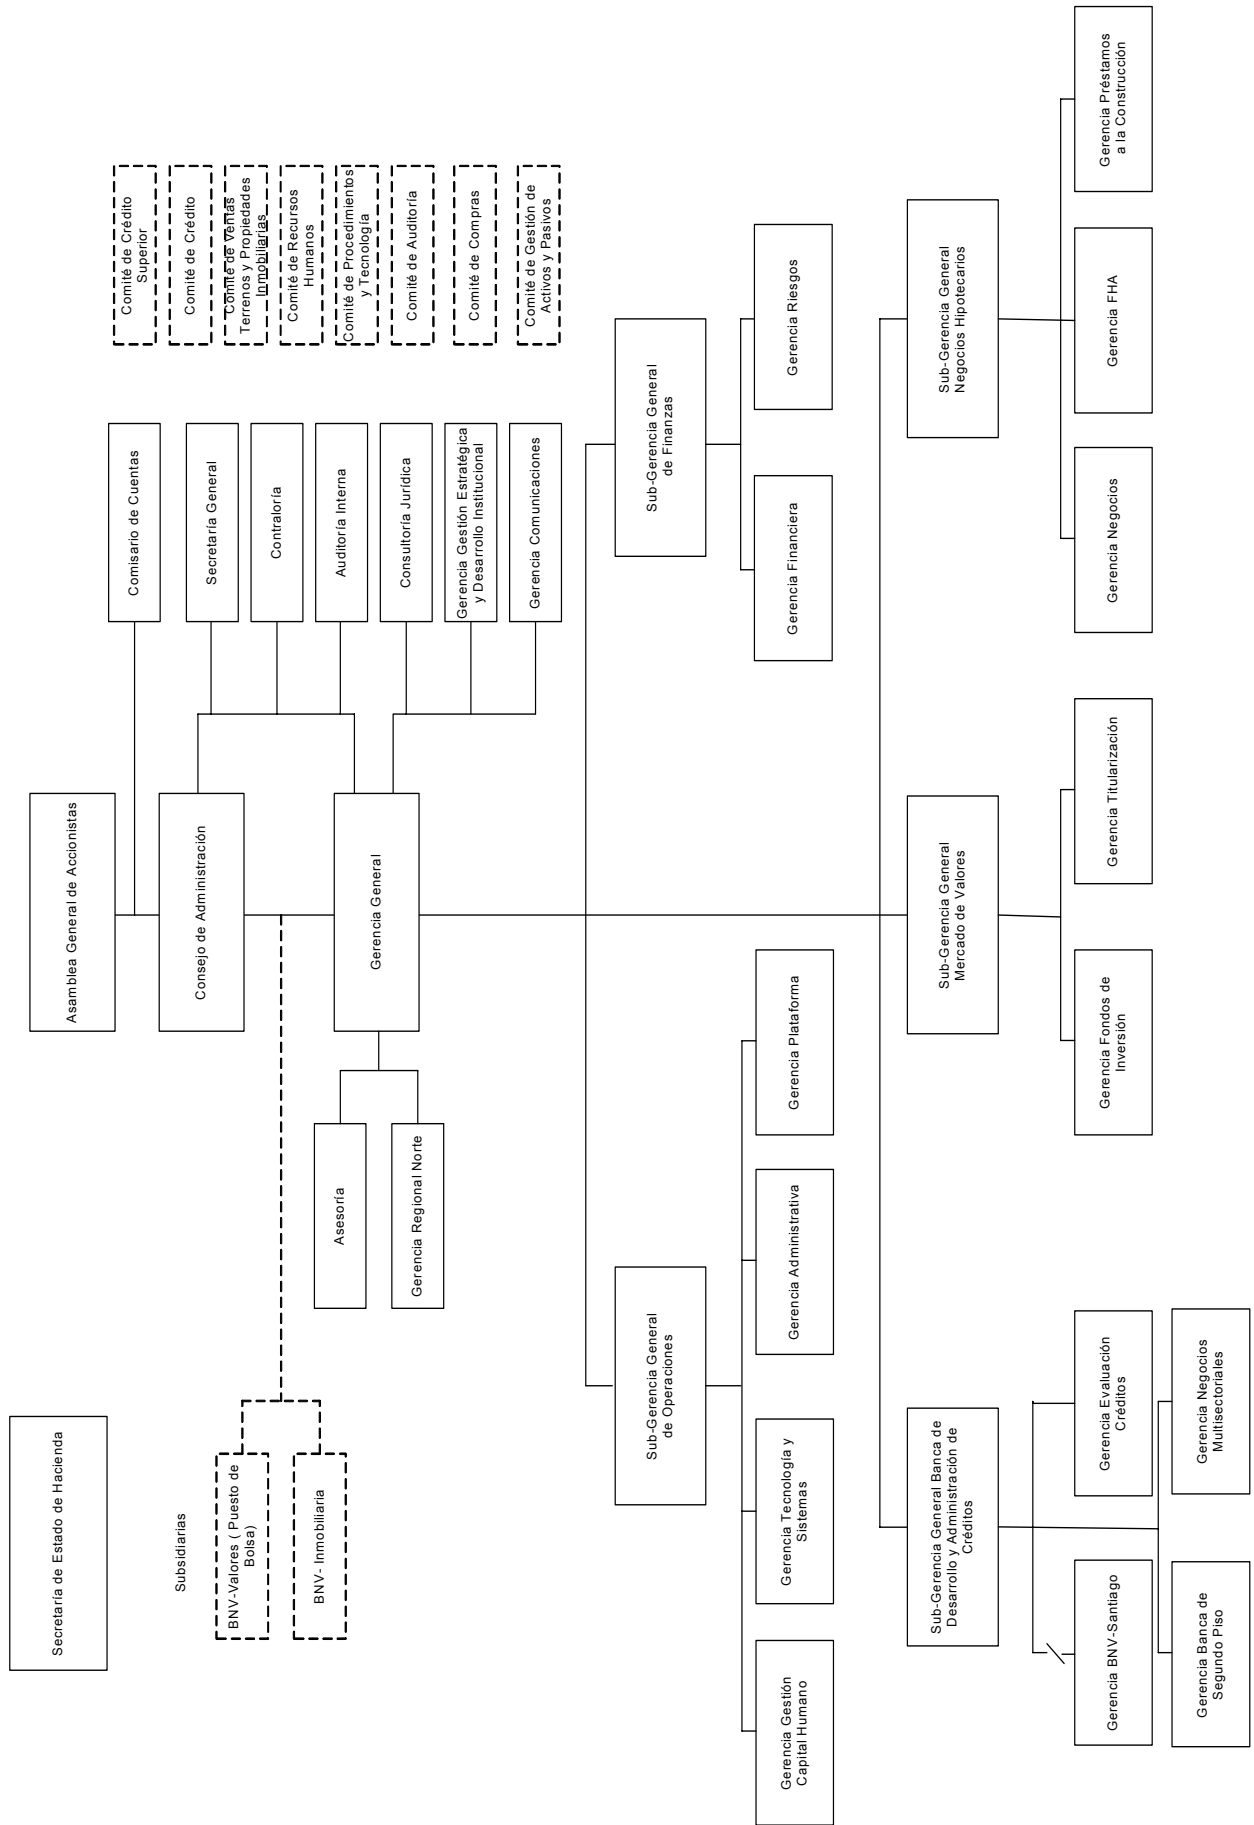 Secretaría de Estado de Hacienda
Asamblea General de Accionistas
Comisario de Cuentas
Consejo de Administración
Secretaría General
Contraloría
Auditoría Interna
Subsidiarias
BNV-Valores ( Puesto de
Bolsa)
BNV- Inmobiliaria
Gerencia General
Asesoría
Gerencia Regional Norte
Consultoría Jurídica
Gerencia Gestión Estratégica
y Desarrollo Institucional
Gerencia Comunicaciones
Comité de Crédito
Superior
Comité de Crédito
Comité de Ventas
Terrenos y Propiedades
Inmobiliarias
Comité de Recursos
Humanos
Comité de Procedimientos
y Tecnología
Comité de Auditoría
Comité de Compras
Comité de Gestión de
Activos y Pasivos
Sub-Gerencia General
de Operaciones
Sub-Gerencia General
de Finanzas
Gerencia Gestión
Capital Humano
Gerencia Tecnología y
Sistemas
Gerencia Administrativa
Gerencia Plataforma
Gerencia Financiera
Gerencia Riesgos
Sub-Gerencia General Banca de
Desarrollo y Administración de
Créditos
Sub-Gerencia General
Mercado de Valores
Sub-Gerencia General
Negocios Hipotecarios
Gerencia BNV-Santiago
Gerencia Evaluación
Créditos
Gerencia Fondos de
Inversión
Gerencia Titularización
Gerencia Negocios
Gerencia FHA
Gerencia Préstamos
a la Construcción
Gerencia Banca de
Segundo Piso
Gerencia Negocios
Multisectoriales